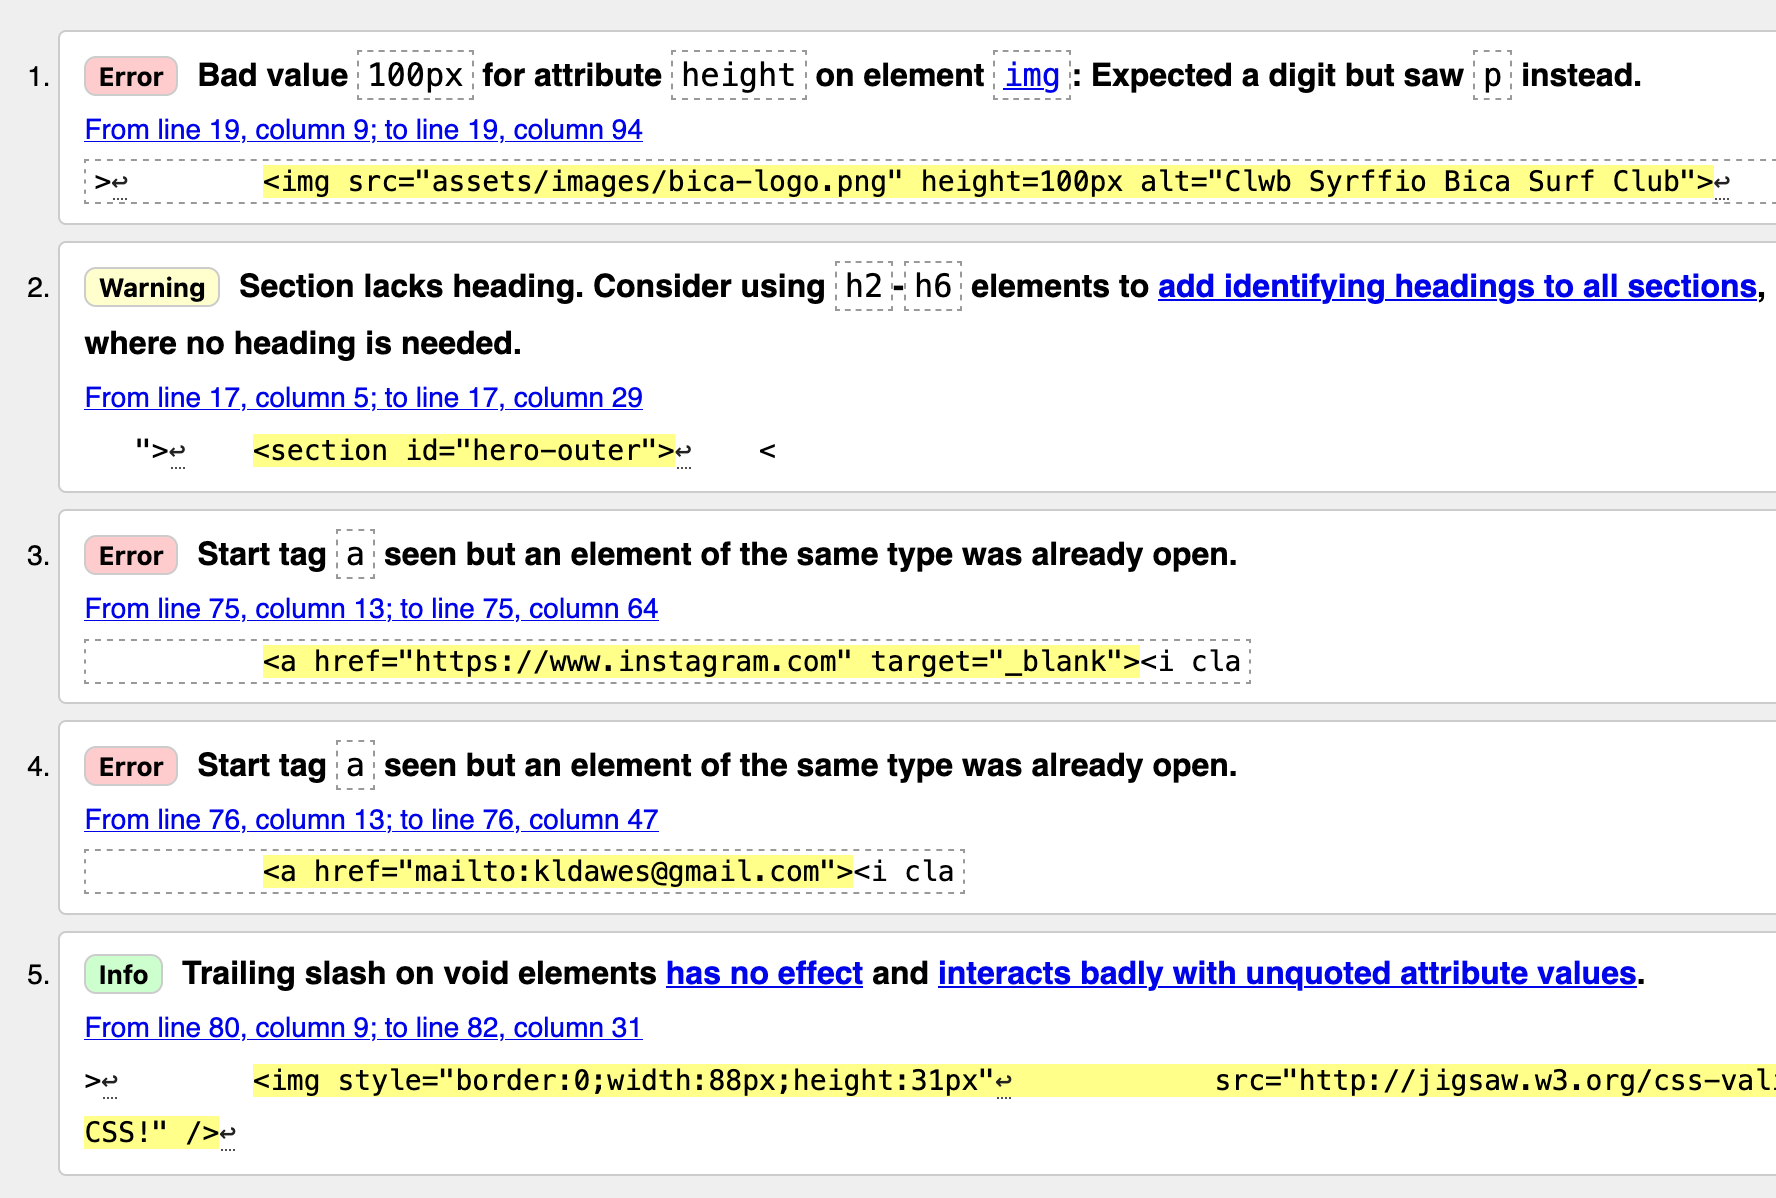 1. Error Bad value 100px for attribute height on element img: Expected a digit but saw p instead.
From line 19, column 9; to line 19, column 94
>↩        <img src="assets/images/bica-logo.png" height=100px alt="Clwb Syrffio Bica Surf Club">↩
2. Warning Section lacks heading. Consider using h2-h6 elements to add identifying headings to all sections,
where no heading is needed.
From line 17, column 5; to line 17, column 29
">↩    <section id="hero-outer">↩    <
3. Error Start tag a seen but an element of the same type was already open.
From line 75, column 13; to line 75, column 64
<a href="https://www.instagram.com" target="_blank"><i cla
4. Error Start tag a seen but an element of the same type was already open.
From line 76, column 13; to line 76, column 47
<a href="mailto:kldawes@gmail.com"><i cla
5. Info Trailing slash on void elements has no effect and interacts badly with unquoted attribute values.
From line 80, column 9; to line 82, column 31
>↩        <img style="border:0;width:88px;height:31px"↩            src="http://jigsaw.w3.org/css-vali
CSS!" />↩